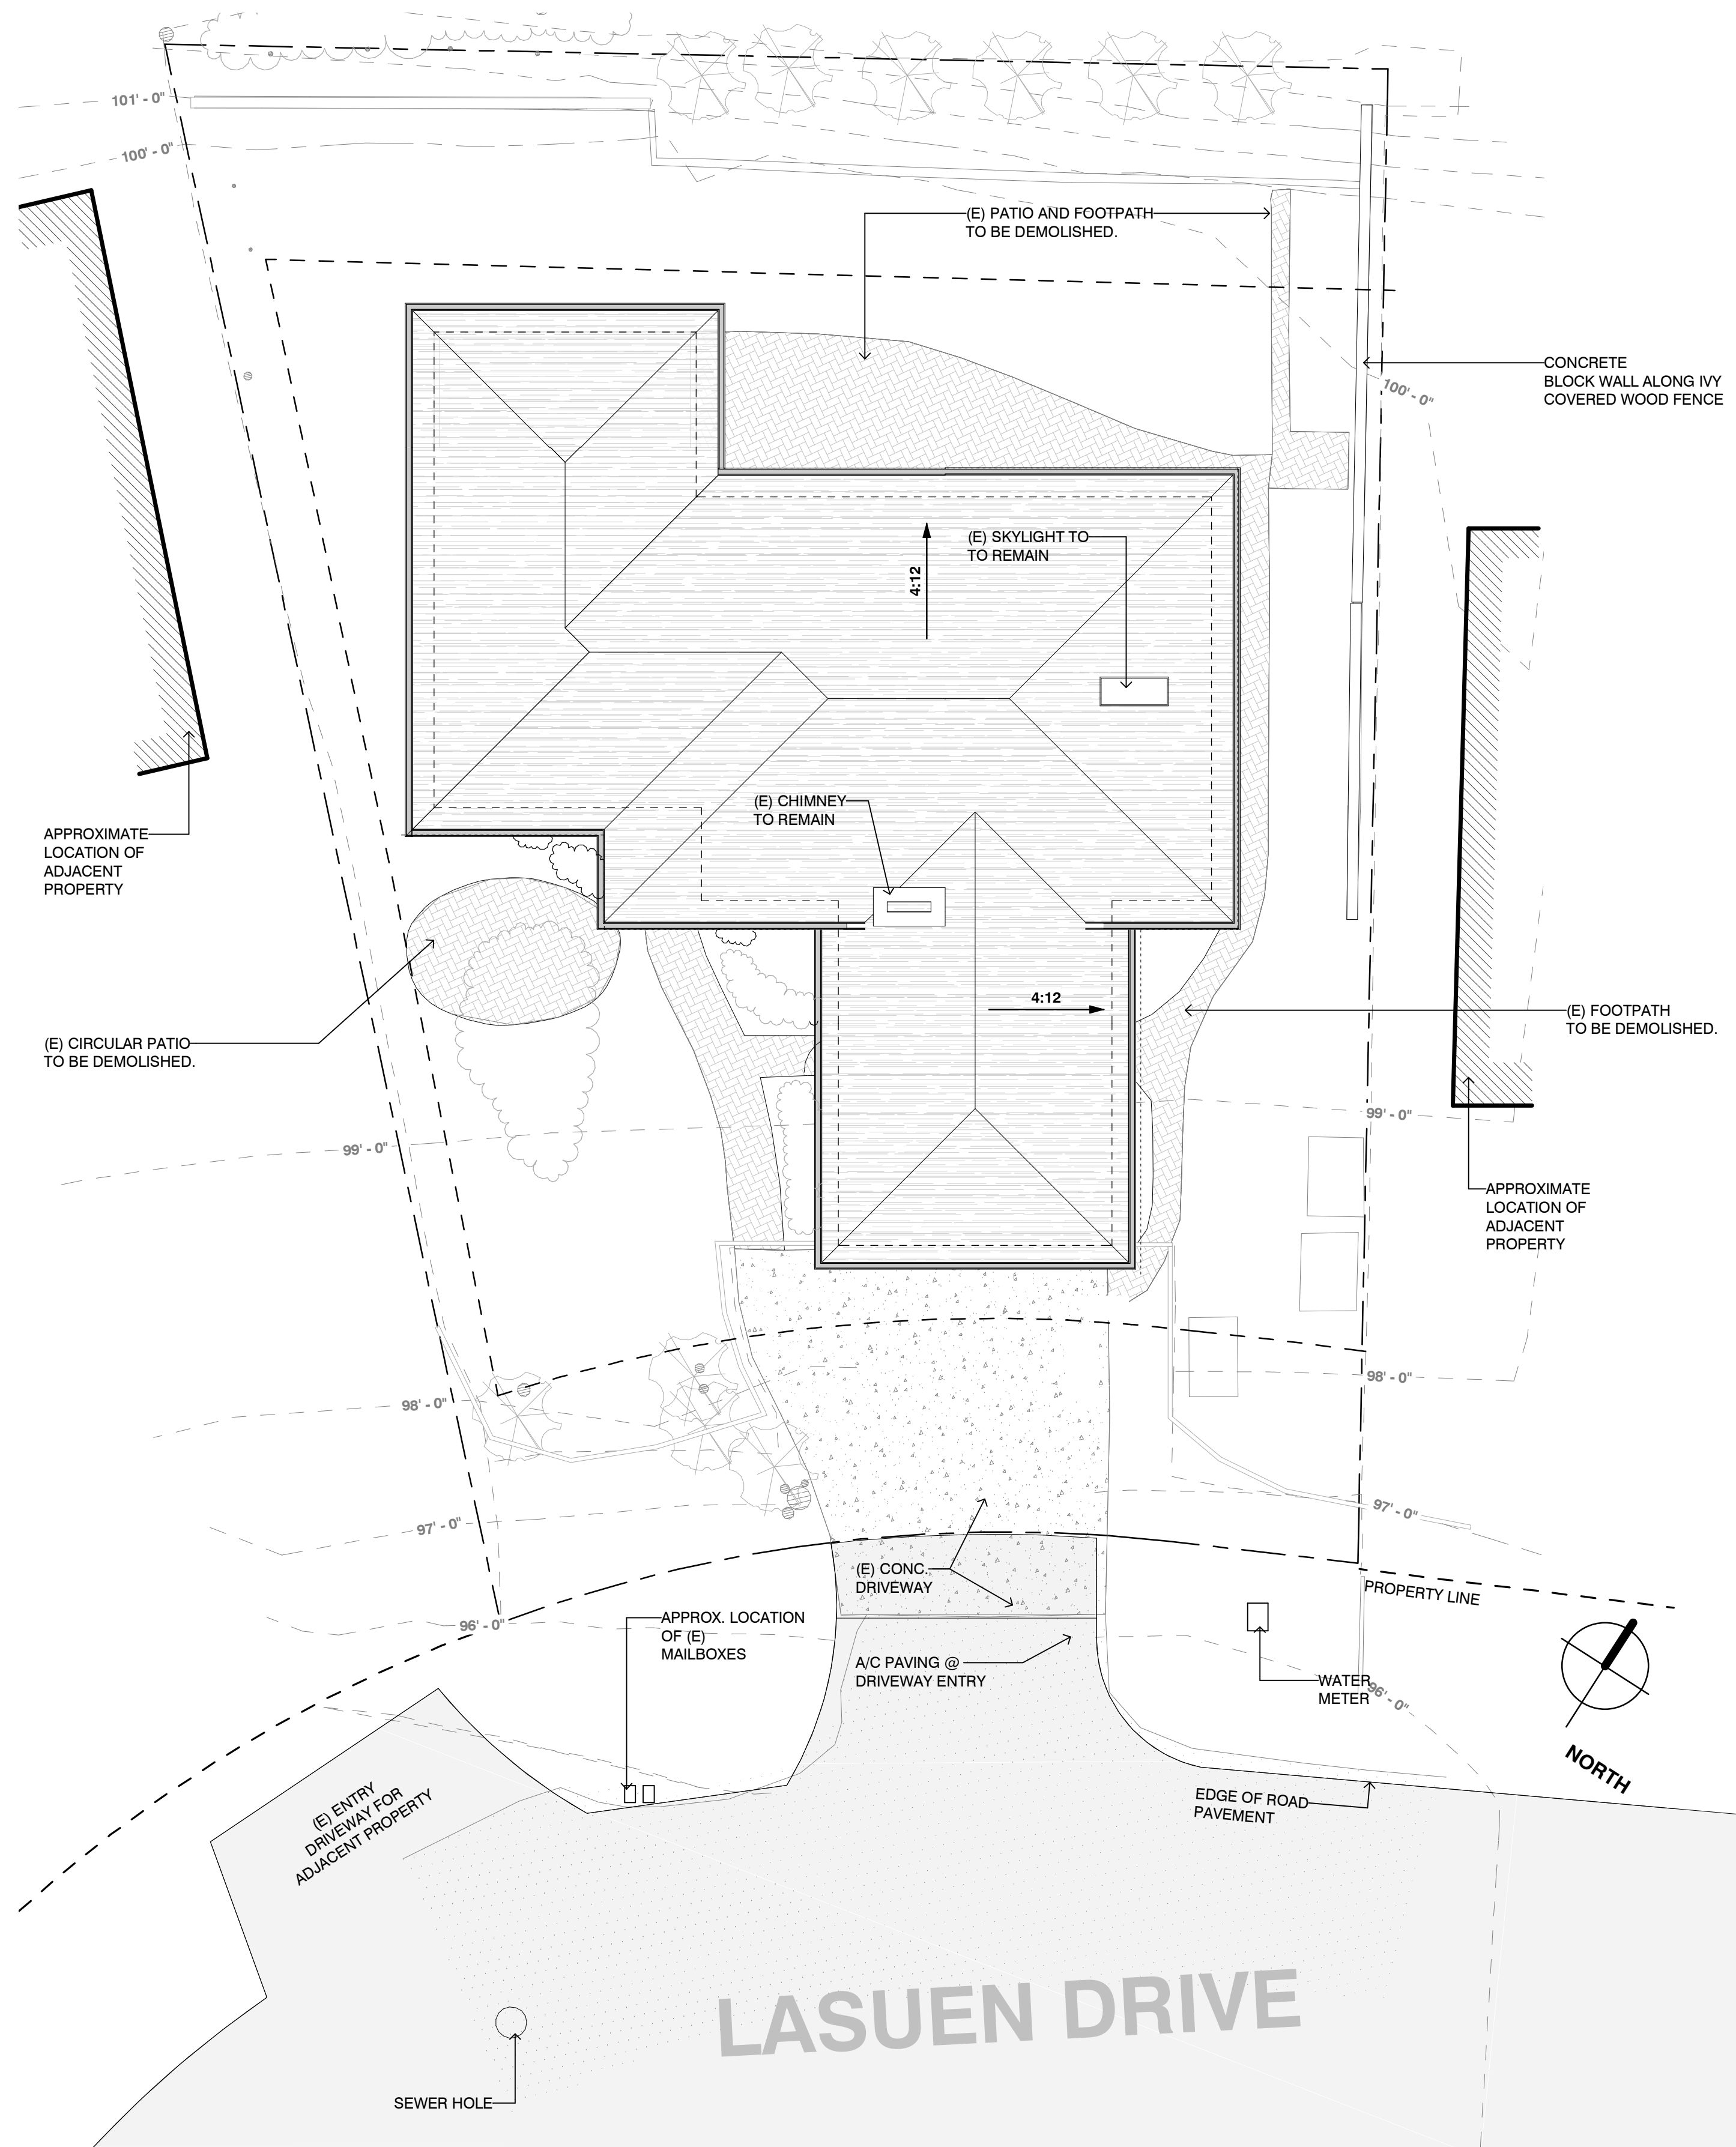 101' - 0"
100' - 0"
(E) PATIO AND FOOTPATH
TO BE DEMOLISHED.
CONCRETE
BLOCK WALL ALONG IVY
COVERED WOOD FENCE
100' - 0"
(E) SKYLIGHT TO
TO REMAIN
4:12
(E) CHIMNEY
TO REMAIN
APPROXIMATE
LOCATION OF
ADJACENT
PROPERTY
4:12
(E) FOOTPATH
TO BE DEMOLISHED.
(E) CIRCULAR PATIO
TO BE DEMOLISHED.
99' - 0"
99' - 0"
APPROXIMATE
LOCATION OF
ADJACENT
PROPERTY
98' - 0"
98' - 0"
97' - 0"
97' - 0"
(E) CONC.
DRIVEWAY
PROPERTY LINE
96' - 0"
APPROX. LOCATION
OF (E)
MAILBOXES
A/C PAVING @
DRIVEWAY ENTRY
WATER
METER
96' - 0"
NORTH
(E) ENTRY
DRIVEWAY FOR
ADJACENT PROPERTY
EDGE OF ROAD
PAVEMENT
LASUEN DRIVE
SEWER HOLE